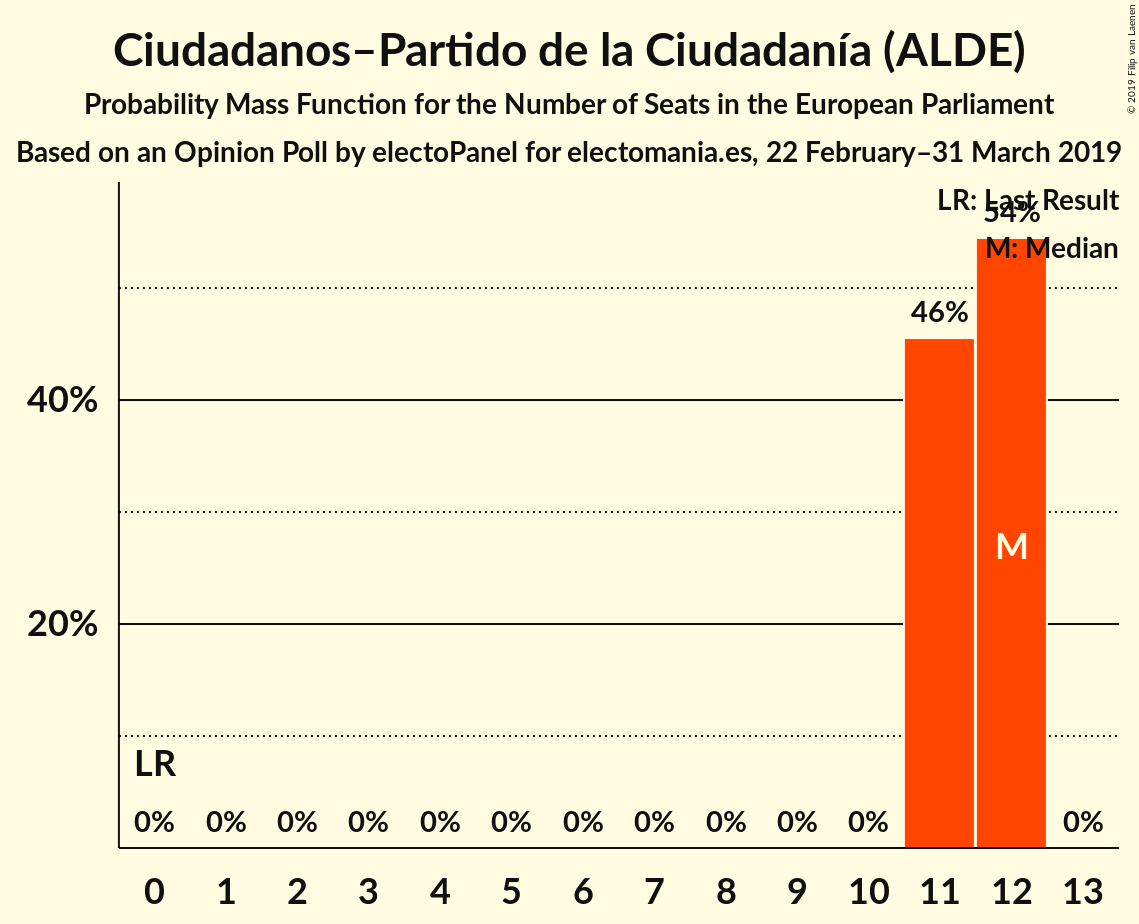 Ciudadanos–Partido de la Ciudadanía (ALDE)
Probability Mass Function for the Number of Seats in the European Parliament
Based on an Opinion Poll by electoPanel for electomania.es, 22 February–31 March 2019
© 2019 Filip van Laenen
LR: Last Result
54%
M: Median
46%
40%
M
20%
LR
0% 0% 0% 0% 0% 0% 0% 0% 0% 0% 0% 0%
0 1 2 3 4 5 6 7 8 9 10 11 12 13